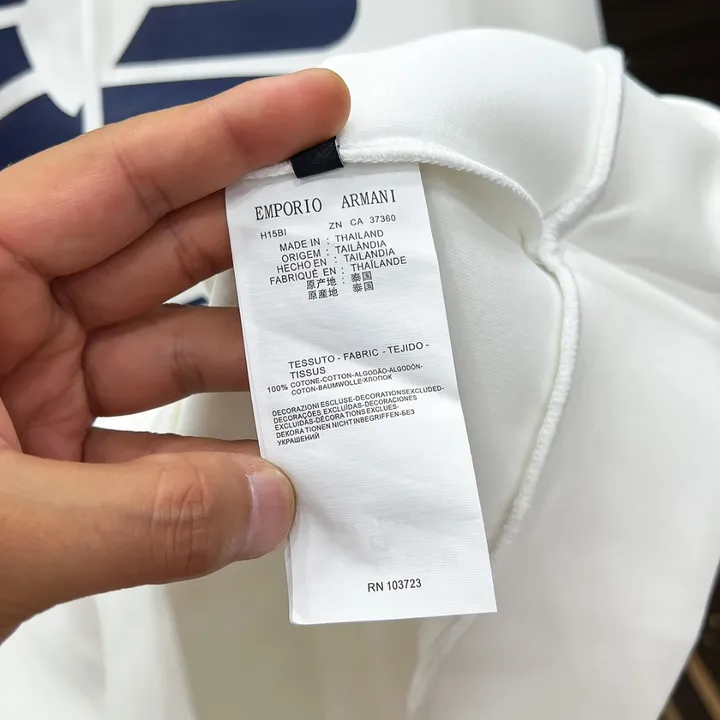 EMPORIO ARMANI
H15BI ZN CA 37360
MADE IN : THAILAND
ORIGEM : TAILÂNDIA
HECHO EN : TAILANDIA
FABRIQUÉ EN : THAÏLANDE
原产地 : 泰国
原產地 : 泰國
TESSUTO - FABRIC - TEJIDO -
TISSUS
100% COTONE-COTTON-ALGODÃO-ALGODÓN-
COTON-BAUMWOLLE-ХЛОПОК
DECORAZIONI ESCLUSE-DECORATIONSEXCLUDED-
DECORAÇÕES EXCLUÍDAS-DECORACIONES
EXCLUIDAS-DÉCORATIONS EXCLUES-
DEKORATIONEN NICHTINBEGRIFFEN-БЕЗ
УКРАШЕНИЙ
RN 103723